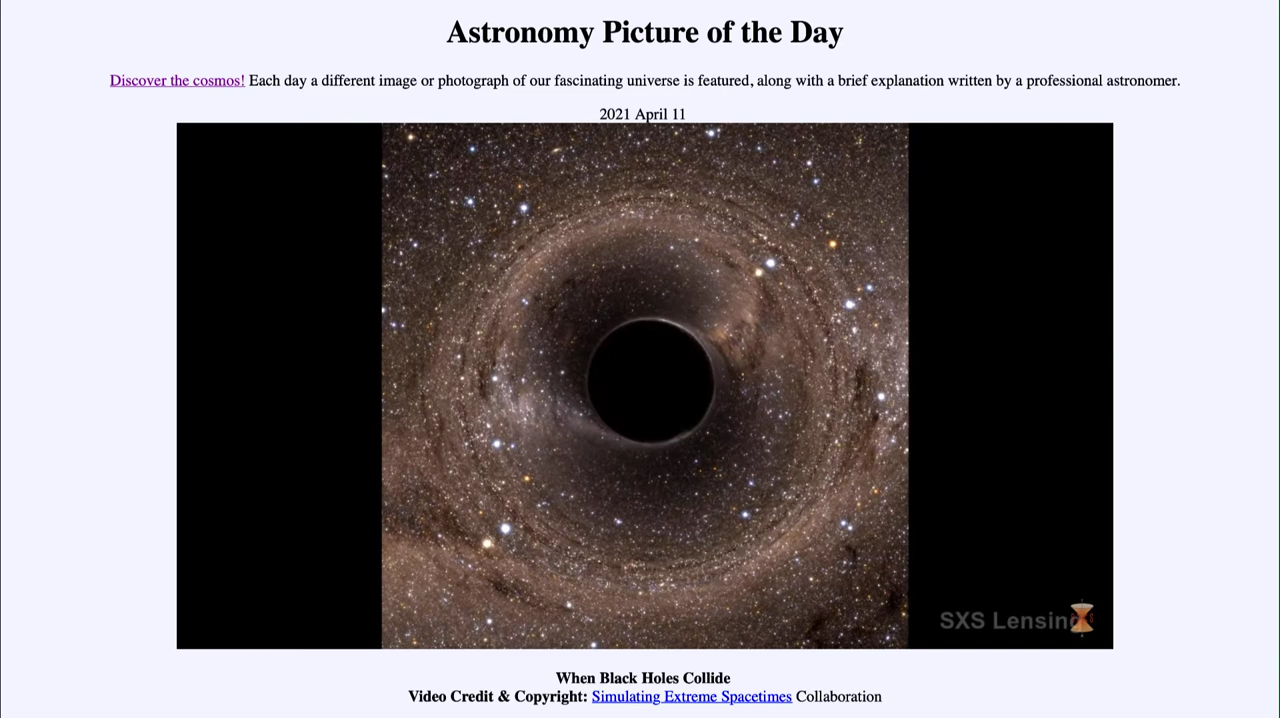 Astronomy Picture of the Day
Discover the cosmos! Each day a different image or photograph of our fascinating universe is featured, along with a brief explanation written by a professional astronomer.
2021 April 11
SXS Lensing
When Black Holes Collide
Video Credit & Copyright: Simulating Extreme Spacetimes Collaboration